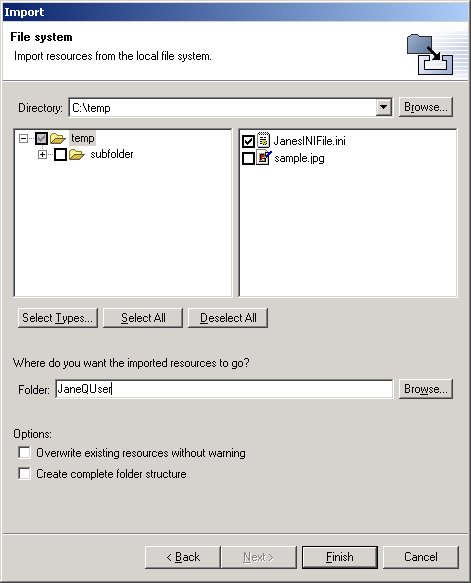 Import
File system
Import resources from the local file system.
Directory: C:\temp Browse...
temp
subfolder
JanesINIFile.ini
sample.jpg
Select Types... Select All Deselect All
Where do you want the imported resources to go?
Folder: JaneQUser Browse...
Options:
Overwrite existing resources without warning
Create complete folder structure
< Back Next > Finish Cancel